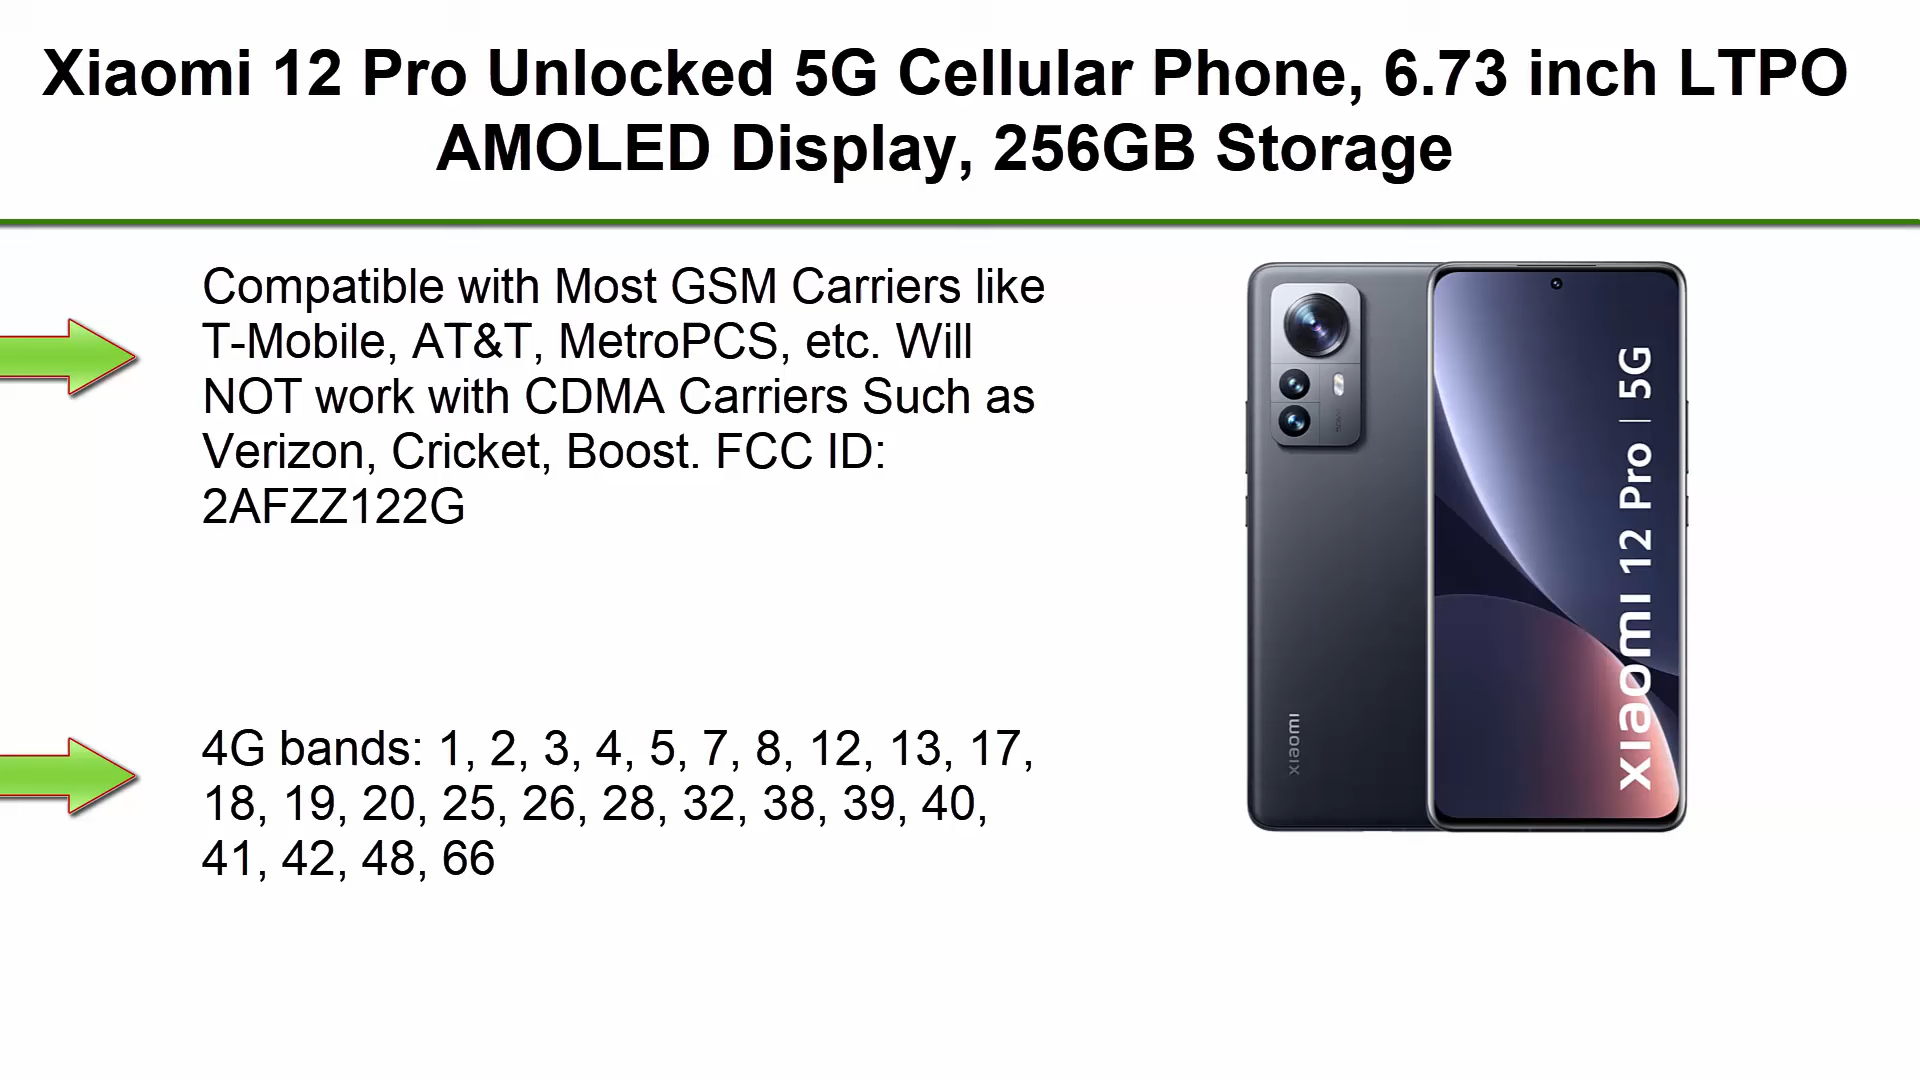 Xiaomi 12 Pro Unlocked 5G Cellular Phone, 6.73 inch LTPO
AMOLED Display, 256GB Storage
Compatible with Most GSM Carriers like
T-Mobile, AT&T, MetroPCS, etc. Will
NOT work with CDMA Carriers Such as
Verizon, Cricket, Boost. FCC ID:
2AFZZ122G
4G bands: 1, 2, 3, 4, 5, 7, 8, 12, 13, 17,
18, 19, 20, 25, 26, 28, 32, 38, 39, 40,
41, 42, 48, 66
xiaomi
Xiaomi 12 Pro | 5G